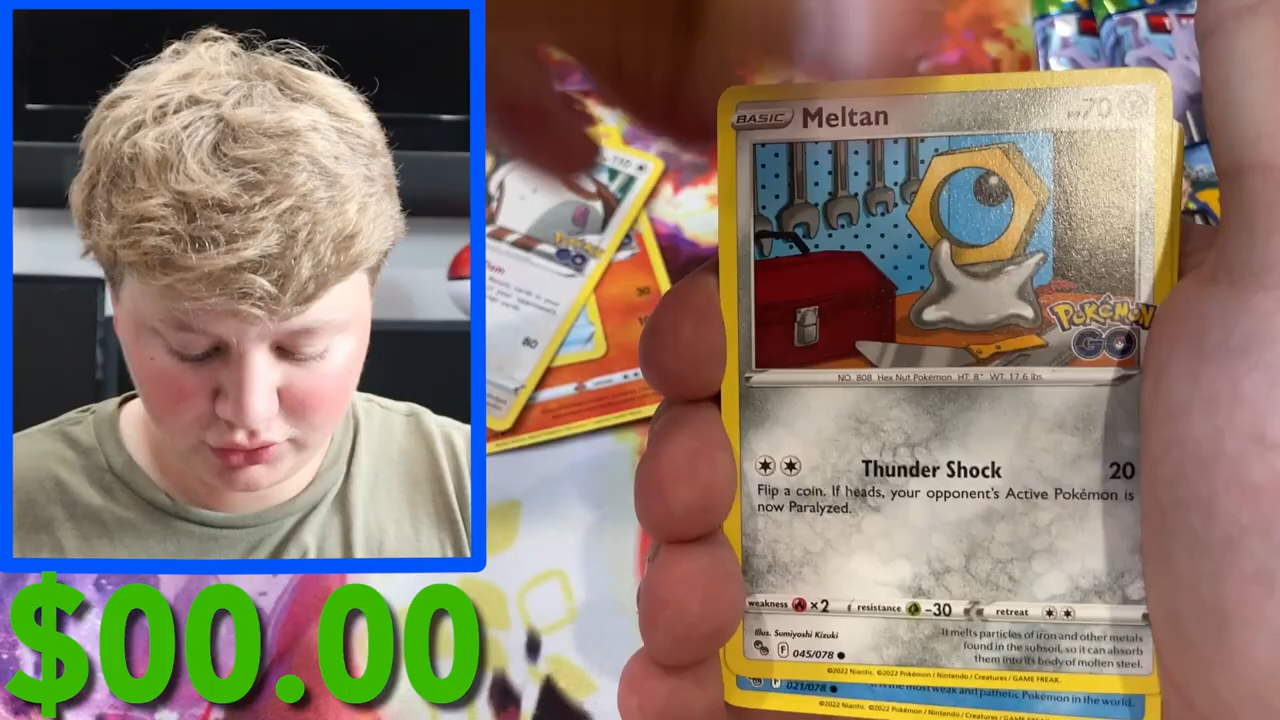 BASIC Meltan 70
POKÉMON
GO
NO. 808 Hex Nut Pokémon HT: 8" WT: 17.6 lbs.
Thunder Shock 20
Flip a coin. If heads, your opponent's Active Pokémon is
now Paralyzed.
weakness ×2 resistance -30 retreat
Illus. Sumiyoshi Kizuki
F 045/078
It melts particles of iron and other metals
found in the subsoil, so it can absorb
them into its body of molten steel.
©2022 Niantic. ©2022 Pokémon / Nintendo / Creatures / GAME FREAK.
F 021/078
the most weak and pathetic Pokémon in the world.
©2022 Niantic. ©2022 Pokémon / Nintendo / Creatures / GAME FREAK.
GO
80
30
$00.00